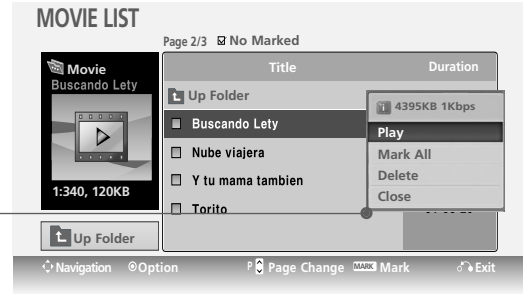 MOVIE LIST
Page 2/3 No Marked
Movie
Buscando Lety
1:340, 120KB
Up Folder
Title Duration
Up Folder
Buscando Lety
Nube viajera
Y tu mama tambien
Torito
4395KB 1Kbps
Play
Mark All
Delete
Close
Navigation Option P Page Change MARK Mark Exit